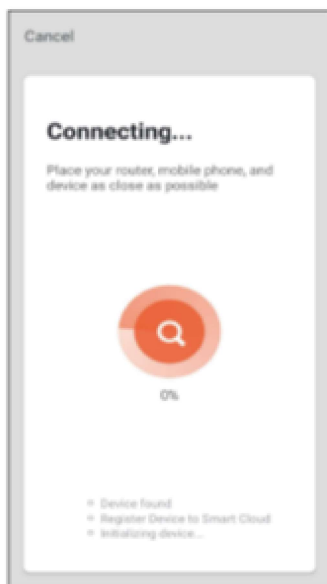 Cancel
Connecting...
Place your router, mobile phone, and
device as close as possible
0%
Device found
Register Device to Smart Cloud
Initializing device...